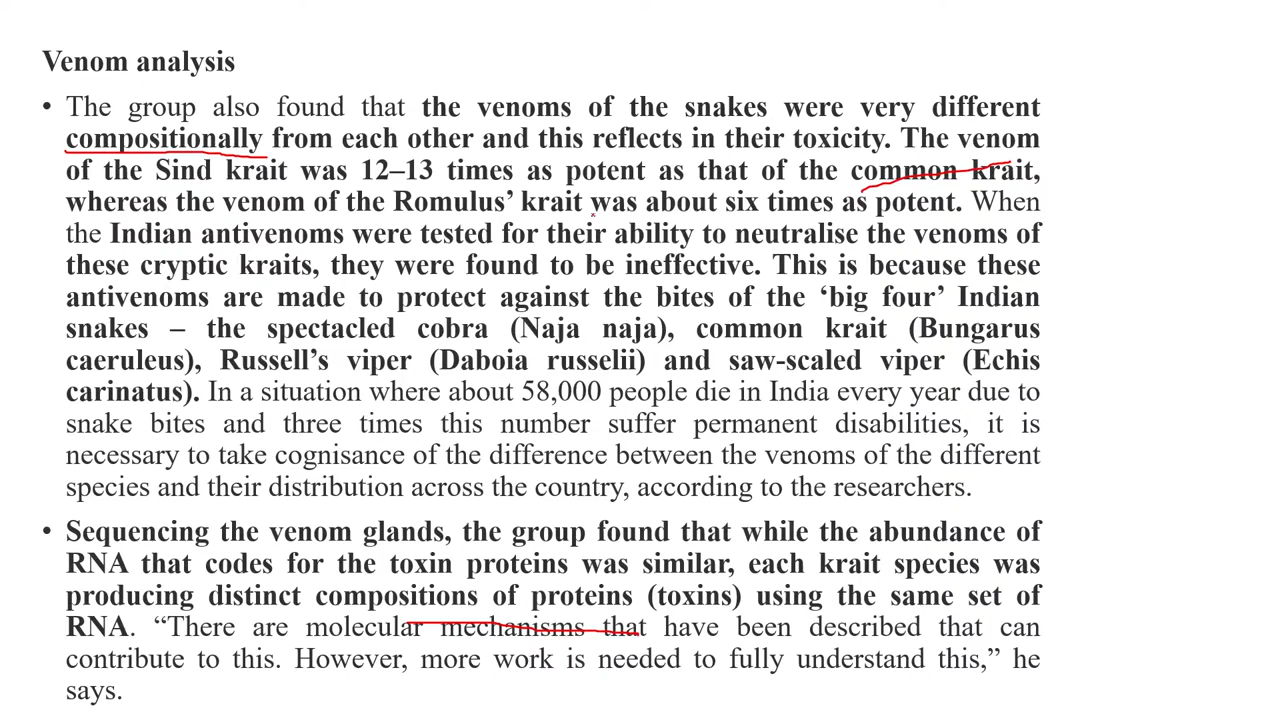 Venom analysis
• The group also found that the venoms of the snakes were very different
compositionally from each other and this reflects in their toxicity. The venom
of the Sind krait was 12–13 times as potent as that of the common krait,
whereas the venom of the Romulus’ krait was about six times as potent. When
the Indian antivenoms were tested for their ability to neutralise the venoms of
these cryptic kraits, they were found to be ineffective. This is because these
antivenoms are made to protect against the bites of the ‘big four’ Indian
snakes – the spectacled cobra (Naja naja), common krait (Bungarus
caeruleus), Russell’s viper (Daboia russelii) and saw-scaled viper (Echis
carinatus). In a situation where about 58,000 people die in India every year due to
snake bites and three times this number suffer permanent disabilities, it is
necessary to take cognisance of the difference between the venoms of the different
species and their distribution across the country, according to the researchers.
• Sequencing the venom glands, the group found that while the abundance of
RNA that codes for the toxin proteins was similar, each krait species was
producing distinct compositions of proteins (toxins) using the same set of
RNA. “There are molecular mechanisms that have been described that can
contribute to this. However, more work is needed to fully understand this,” he
says.